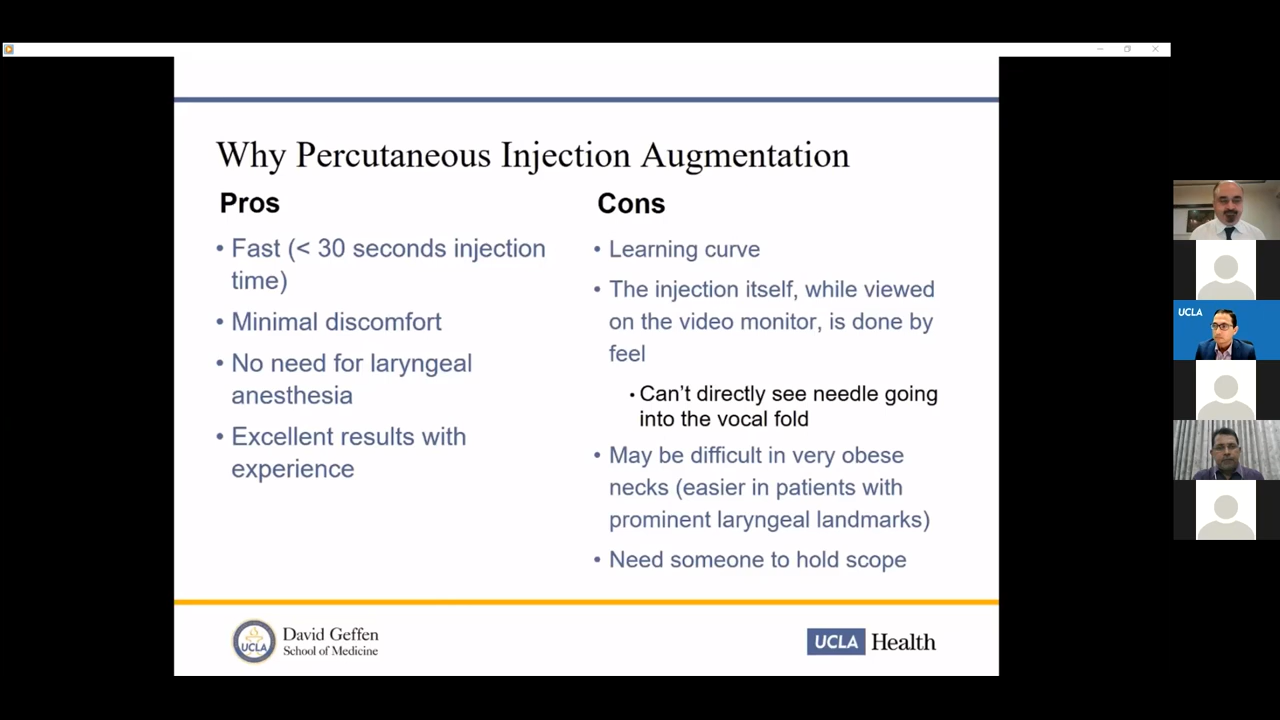 Why Percutaneous Injection Augmentation
Pros
• Fast (< 30 seconds injection
time)
• Minimal discomfort
• No need for laryngeal
anesthesia
• Excellent results with
experience
Cons
• Learning curve
• The injection itself, while viewed
on the video monitor, is done by
feel
• Can’t directly see needle going
into the vocal fold
• May be difficult in very obese
necks (easier in patients with
prominent laryngeal landmarks)
• Need someone to hold scope
UCLA
David Geffen
School of Medicine
UCLA Health
UCLA